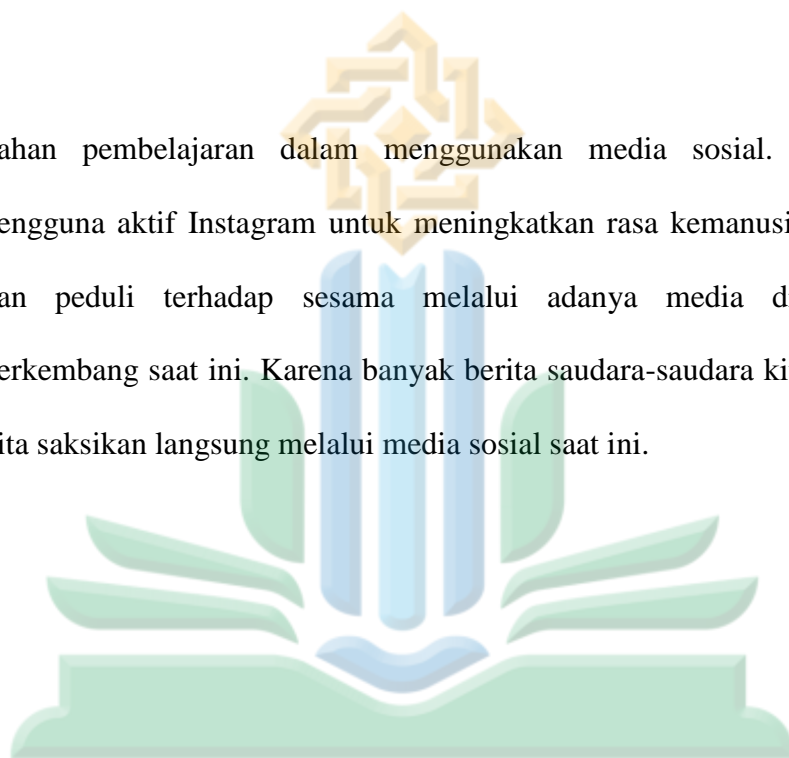 ahan pembelajaran dalam menggunakan media sosial.
engguna aktif Instagram untuk meningkatkan rasa kemanusi
an peduli terhadap sesama melalui adanya media d
erkembang saat ini. Karena banyak berita saudara-saudara ki
ita saksikan langsung melalui media sosial saat ini.